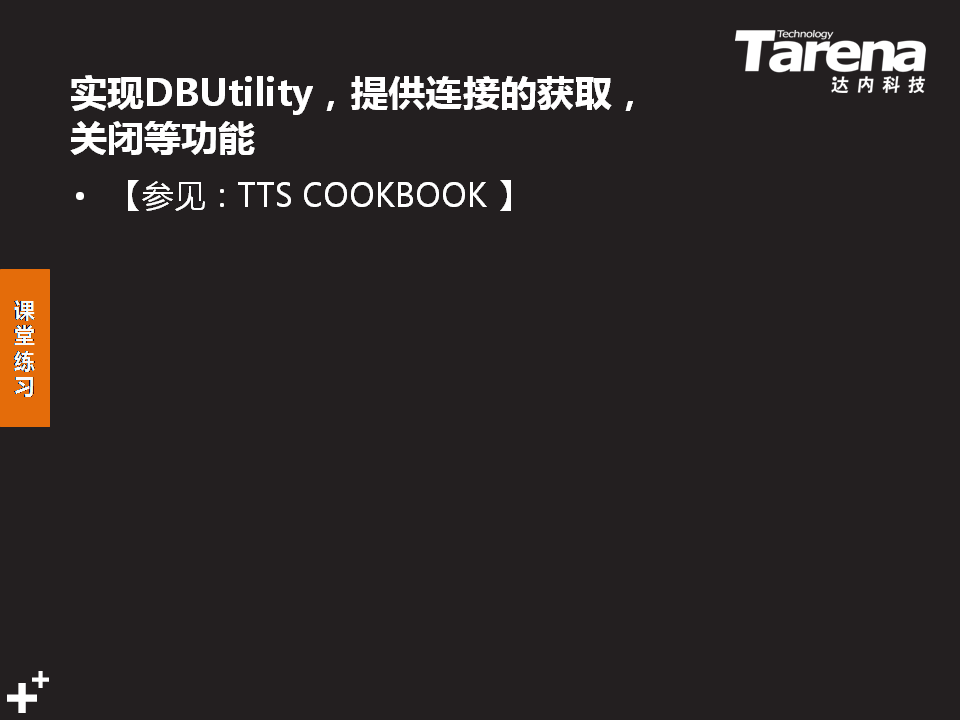 Technology
Tarena
达内科技
实现DBUtility，提供连接的获取，
关闭等功能
• 【参见：TTS COOKBOOK 】
课
堂
练
习